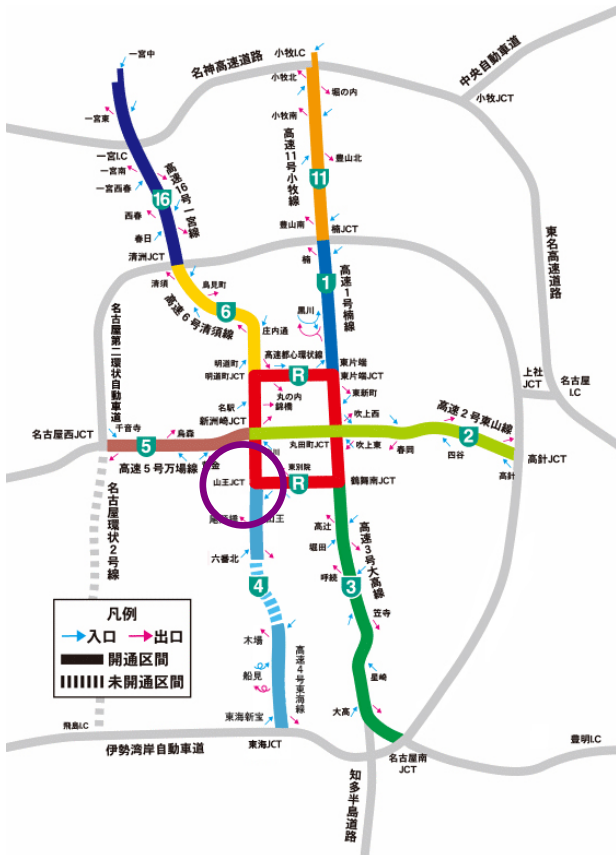 一宮中
小牧I.C
名神高速道路
中央自動車道
小牧北
堀の内
小牧JCT
一宮東
小牧南
一宮I.C
高速16号一宮線
高速11号小牧線
豊山北
一宮南
16
11
一宮西春
西春
豊山南
春日
楠JCT
東名高速道路
清洲JCT
楠
清須
鳥見町
1
高速1号楠線
高速6号清須線
6
黒川
名古屋第二環状自動車道
庄内通
明道町
高速都心環状線
東片端
明道町JCT
R
東片端JCT
上社JCT
名古屋I.C
丸の内
錦橋
東新町
名駅
新洲崎JCT
吹上西
高速2号東山線
千音寺
烏森
名古屋西JCT
5
丸田町JCT
吹上東
2
高速5号万場線
春岡
四谷
高針JCT
高針
東別院
山王JCT
R
鶴舞南JCT
名古屋環状2号線
山王
高辻
堀田
六番北
呼続
高速3号大高線
4
3
笠寺
凡例
入口
出口
開通区間
未開通区間
木場
高速4号東海線
船見
星崎
東海新宝
大高
飛島I.C
伊勢湾岸自動車道
東海JCT
名古屋南JCT
豊明I.C
知多半島道路